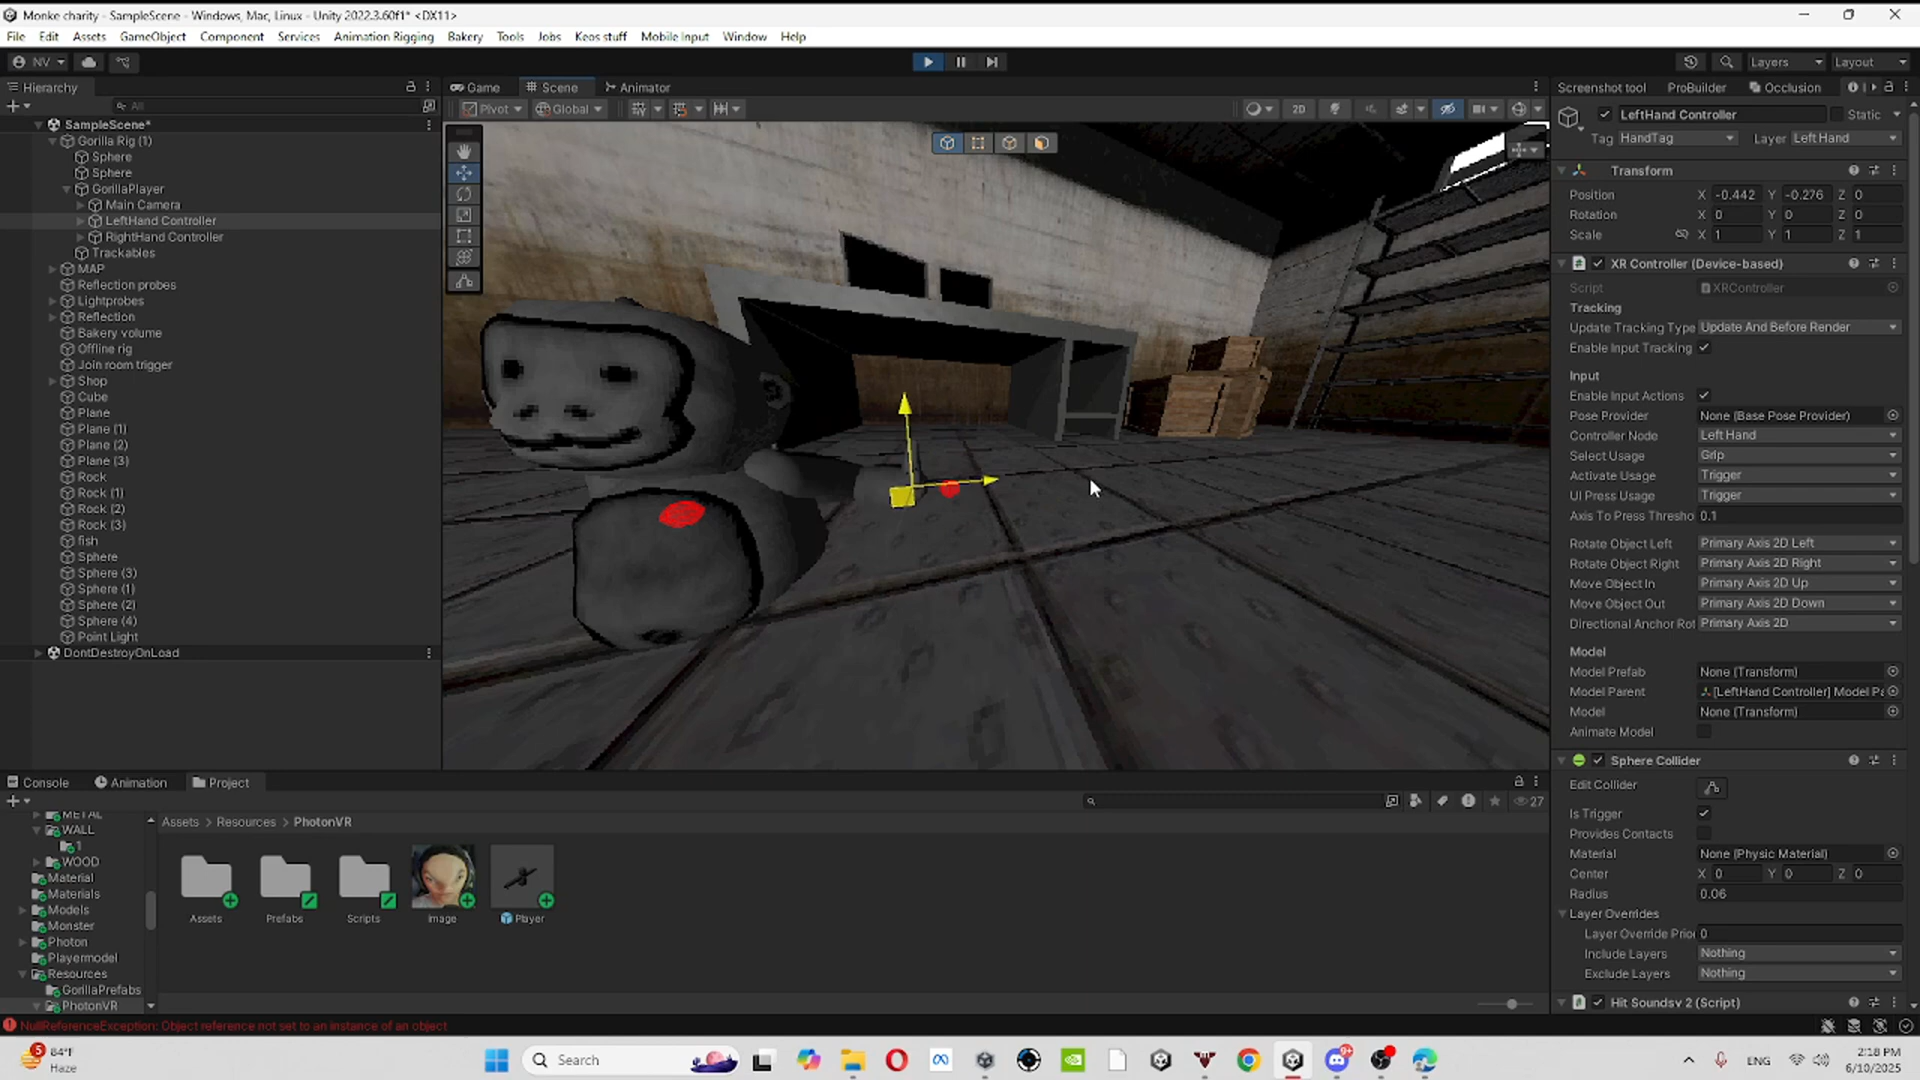 Monke charity - SampleScene - Windows, Mac, Linux - Unity 2022.3.60f1* <DX11>
File Edit Assets GameObject Component Services Animation Rigging Bakery Tools Jobs Keos stuff Mobile Input Window Help
NV Layers Layout
Hierarchy
Game Scene Animator
Screenshot tool ProBuilder Occlusion
All
Pivot Global 2D
LeftHand Controller Static
Tag HandTag Layer Left Hand
SampleScene*
Gorilla Rig (1)
Sphere
Sphere
GorillaPlayer
Main Camera
LeftHand Controller
RightHand Controller
Trackables
MAP
Reflection probes
Lightprobes
Reflection
Bakery volume
Offline rig
Join room trigger
Shop
Cube
Plane
Plane (1)
Plane (2)
Plane (3)
Rock
Rock (1)
Rock (2)
Rock (3)
fish
Sphere
Sphere (3)
Sphere (1)
Sphere (2)
Sphere (4)
Point Light
DontDestroyOnLoad
Transform
Position X -0.442 Y -0.276 Z 0
Rotation X 0 Y 0 Z 0
Scale X 1 Y 1 Z 1
XR Controller (Device-based)
Script XRController
Tracking
Update Tracking Type Update And Before Render
Enable Input Tracking
Input
Enable Input Actions
Pose Provider None (Base Pose Provider)
Controller Node Left Hand
Select Usage Grip
Activate Usage Trigger
UI Press Usage Trigger
Axis To Press Thresho 0.1
Rotate Object Left Primary Axis 2D Left
Rotate Object Right Primary Axis 2D Right
Move Object In Primary Axis 2D Up
Move Object Out Primary Axis 2D Down
Directional Anchor Rot Primary Axis 2D
Model
Model Prefab None (Transform)
Model Parent [LeftHand Controller] Model Pa
Model None (Transform)
Animate Model
Sphere Collider
Edit Collider
Is Trigger
Provides Contacts
Material None (Physic Material)
Center X 0 Y 0 Z 0
Radius 0.06
Layer Overrides
Layer Override Prio 0
Include Layers Nothing
Exclude Layers Nothing
Hit Soundsv 2 (Script)
Console Animation Project
27
METAL
WALL
1
WOOD
Material
Materials
Models
Monster
Photon
Playermodel
Resources
GorillaPrefabs
PhotonVR
Assets > Resources > PhotonVR
Assets Prefabs Scripts image Player
NullReferenceException: Object reference not set to an instance of an object
5 84°F
Haze
Search
9+
ENG
2:18 PM
6/10/2025